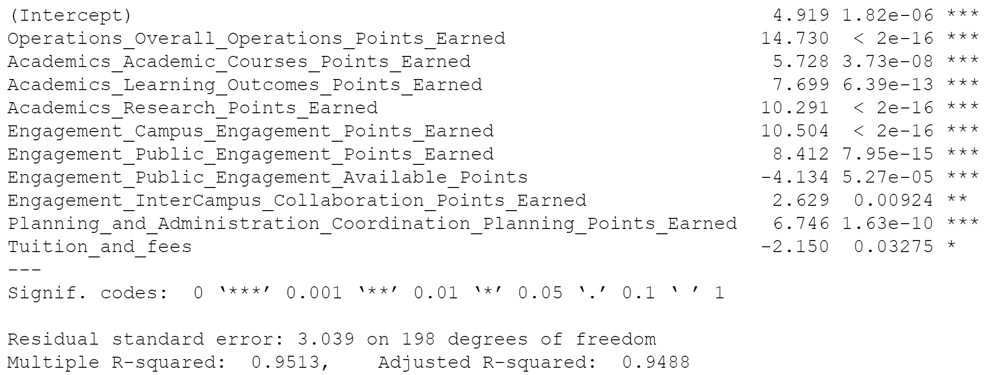 (Intercept) 4.919 1.82e-06 ***
Operations_Overall_Operations_Points_Earned 14.730 < 2e-16 ***
Academics_Academic_Courses_Points_Earned 5.728 3.73e-08 ***
Academics_Learning_Outcomes_Points_Earned 7.699 6.39e-13 ***
Academics_Research_Points_Earned 10.291 < 2e-16 ***
Engagement_Campus_Engagement_Points_Earned 10.504 < 2e-16 ***
Engagement_Public_Engagement_Points_Earned 8.412 7.95e-15 ***
Engagement_Public_Engagement_Available_Points -4.134 5.27e-05 ***
Engagement_InterCampus_Collaboration_Points_Earned 2.629 0.00924 **
Planning_and_Administration_Coordination_Planning_Points_Earned 6.746 1.63e-10 ***
Tuition_and_fees -2.150 0.03275 *
---
Signif. codes: 0 ‘***’ 0.001 ‘**’ 0.01 ‘*’ 0.05 ‘.’ 0.1 ‘ ’ 1
Residual standard error: 3.039 on 198 degrees of freedom
Multiple R-squared: 0.9513, Adjusted R-squared: 0.9488